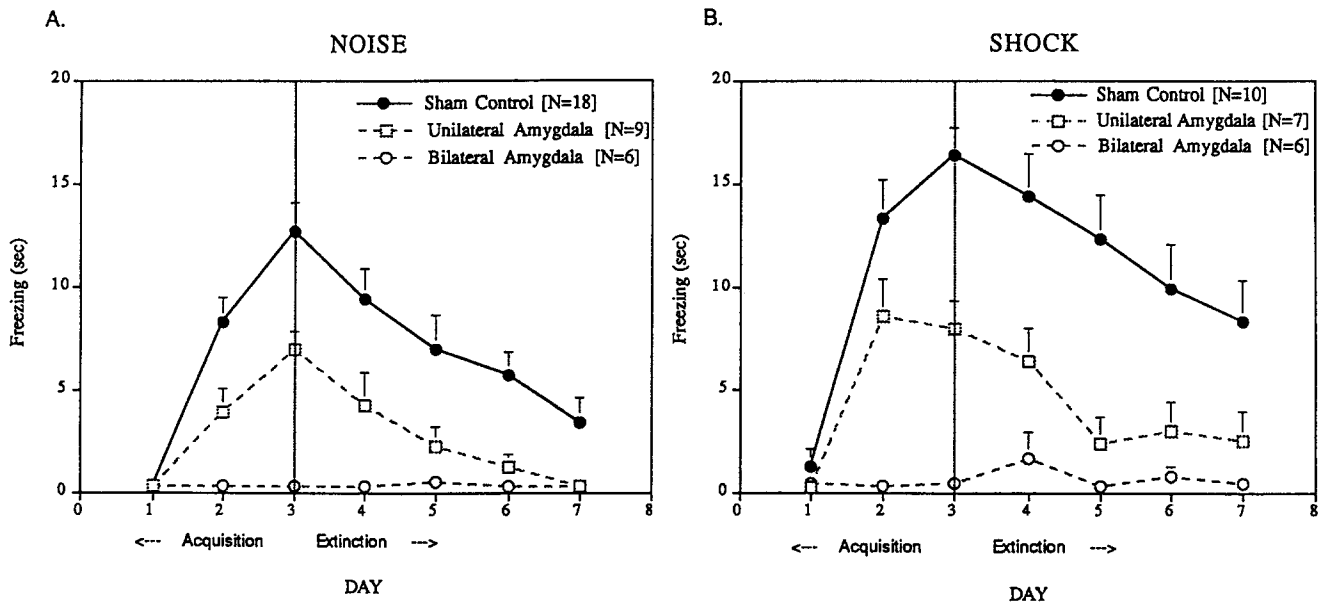 A.
NOISE
20
15
10
5
0
Freezing (sec)
Sham Control [N=18]
Unilateral Amygdala [N=9]
Bilateral Amygdala [N=6]
0 1 2 3 4 5 6 7 8
<--- Acquisition Extinction --->
DAY
B.
SHOCK
20
15
10
5
0
Freezing (sec)
Sham Control [N=10]
Unilateral Amygdala [N=7]
Bilateral Amygdala [N=6]
0 1 2 3 4 5 6 7 8
<--- Acquisition Extinction --->
DAY